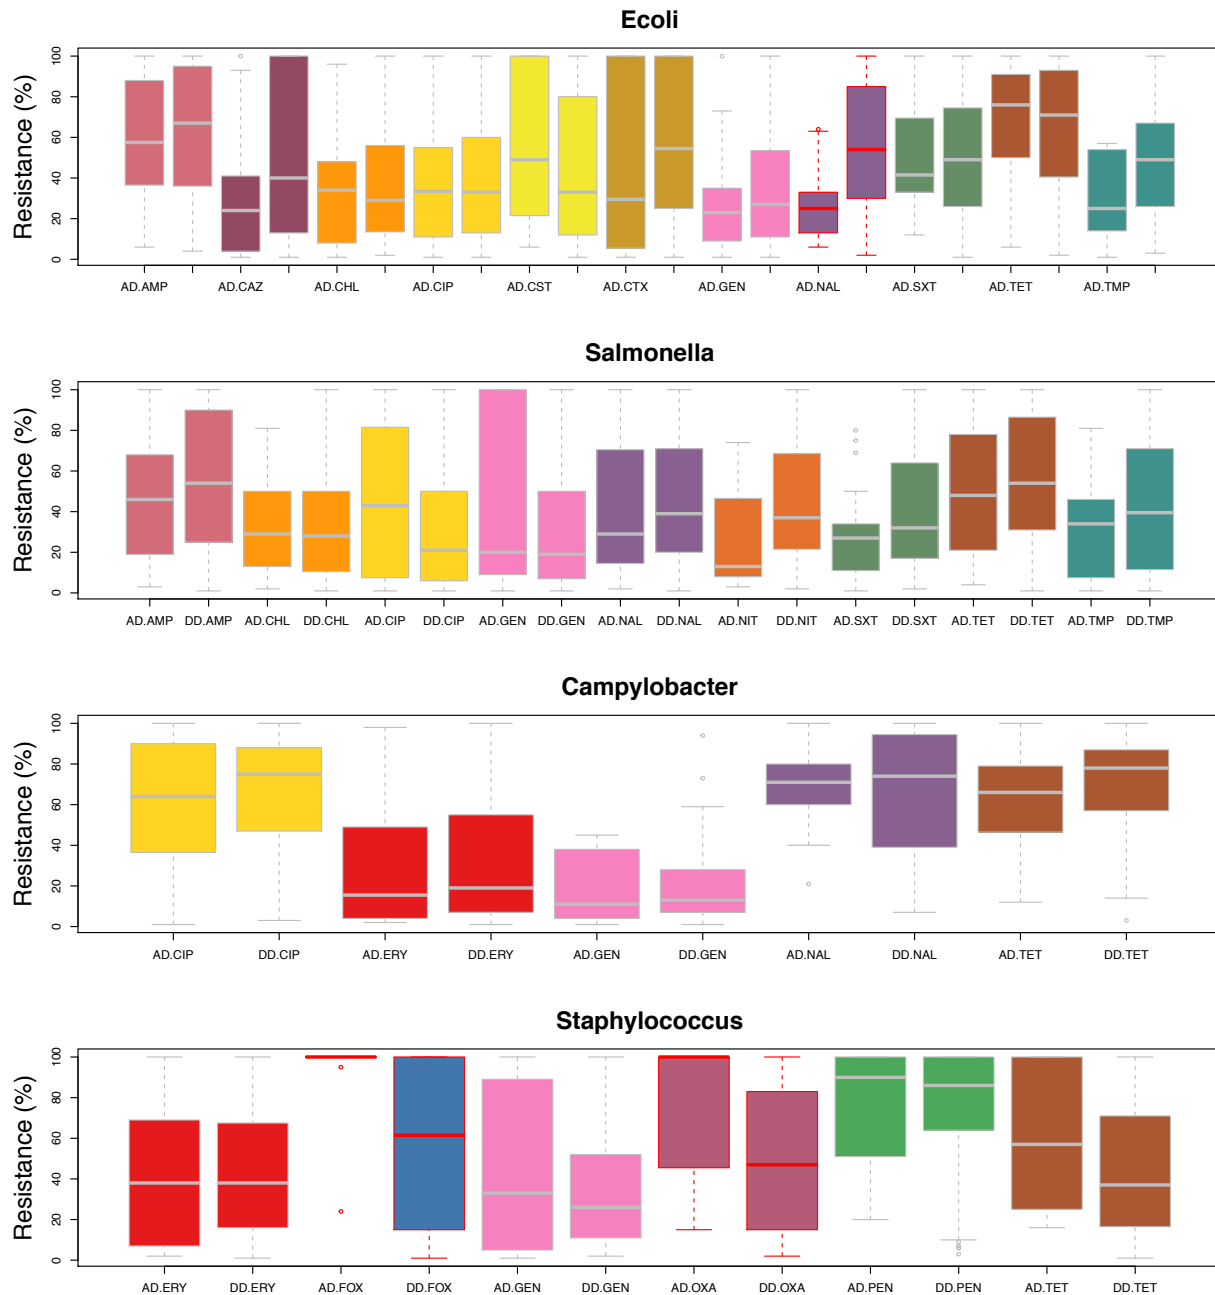 Ecoli
Resistance (%)
0 20 40 60 80 100
AD.AMP AD.CAZ AD.CHL AD.CIP AD.CST AD.CTX AD.GEN AD.NAL AD.SXT AD.TET AD.TMP
Salmonella
Resistance (%)
0 20 40 60 80 100
AD.AMP DD.AMP AD.CHL DD.CHL AD.CIP DD.CIP AD.GEN DD.GEN AD.NAL DD.NAL AD.NIT DD.NIT AD.SXT DD.SXT AD.TET DD.TET AD.TMP DD.TMP
Campylobacter
Resistance (%)
0 20 40 60 80 100
AD.CIP DD.CIP AD.ERY DD.ERY AD.GEN DD.GEN AD.NAL DD.NAL AD.TET DD.TET
Staphylococcus
Resistance (%)
0 20 40 60 80 100
AD.ERY DD.ERY AD.FOX DD.FOX AD.GEN DD.GEN AD.OXA DD.OXA AD.PEN DD.PEN AD.TET DD.TET